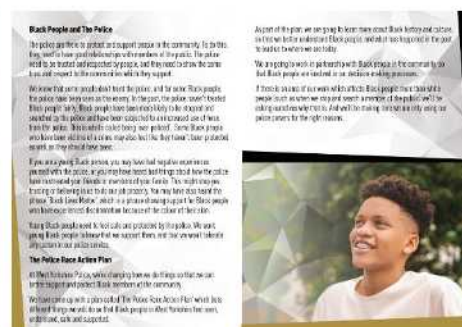 Black People and The Police
The police are there to protect and support people in the community. To do this,
they need to have good relationships with members of the public. The police
need to be trusted and respected by people, and they need to show the same
trust and respect to the communities which they support.
We know that some people don't trust the police, and for some Black people,
the police have been seen as the enemy. In the past, the police haven't treated
Black people fairly. Black people have been more likely to be stopped and
searched by the police and have been subjected to an increased use of force
from the police. This is while called being 'over policed'. Some Black people
who have been victims of crime may also feel like they haven't been protected
as well as they should have been.
If you are a young Black person, you may have had negative experiences
yourself with the police, or you may have heard bad things about how the police
have mistreated your friends or members of your family. This might stop you
trusting or believing in us to do our job properly. You may have also heard the
phrase 'Black Lives Matter' which is a phrase showing support for Black people
who have experienced discrimination because of the colour of their skin.
Young Black people need to feel safe and protected by the police. We want
young Black people to know that we support them, and that we won't tolerate
any racism in our police service.
The Police Race Action Plan
At West Yorkshire Police, we're changing how we do things so that we can
better support and protect Black members of the community.
We have come up with a plan called 'The Police Race Action Plan' which lists
different things we will do so that Black people in West Yorkshire feel seen,
understood, safe and supported.
As part of the plan, we are going to learn more about Black history and culture,
so that we better understand Black people, and what has happened in the past
to lead us to where we are today.
We are going to work in partnership with Black people in the community so
that Black people are involved in our decision making processes.
If there is an area of our work which affects Black people more than white
people (such as when we stop and search a member of the public) we'll be
asking ourselves why that is. And we'll be making sure we are only using our
police powers for the right reasons.